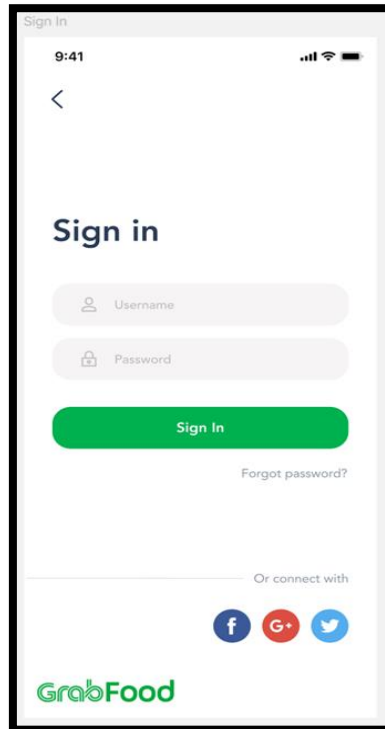 Sign In
9:41
Sign in
Username
Password
Sign In
Forgot password?
Or connect with
f G+
GrabFood